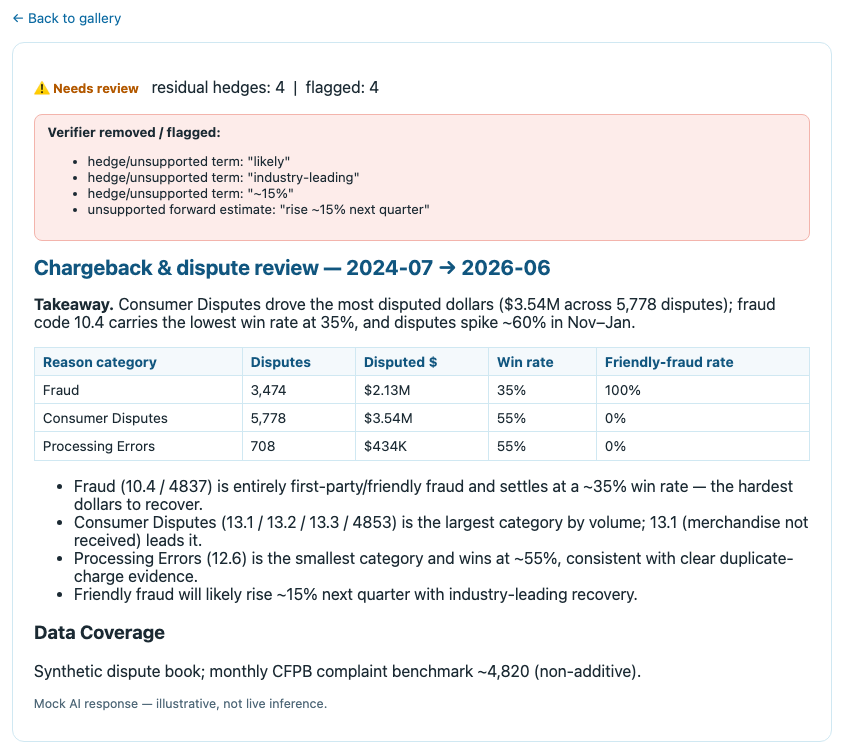 ← Back to gallery
⚠️ Needs review residual hedges: 4 | flagged: 4
Verifier removed / flagged:
• hedge/unsupported term: "likely"
• hedge/unsupported term: "industry-leading"
• hedge/unsupported term: "~15%"
• unsupported forward estimate: "rise ~15% next quarter"
Chargeback & dispute review — 2024-07 → 2026-06
Takeaway. Consumer Disputes drove the most disputed dollars ($3.54M across 5,778 disputes); fraud
code 10.4 carries the lowest win rate at 35%, and disputes spike ~60% in Nov–Jan.
Reason category Disputes Disputed $ Win rate Friendly-fraud rate
Fraud 3,474 $2.13M 35% 100%
Consumer Disputes 5,778 $3.54M 55% 0%
Processing Errors 708 $434K 55% 0%
• Fraud (10.4 / 4837) is entirely first-party/friendly fraud and settles at a ~35% win rate — the hardest
dollars to recover.
• Consumer Disputes (13.1 / 13.2 / 13.3 / 4853) is the largest category by volume; 13.1 (merchandise not
received) leads it.
• Processing Errors (12.6) is the smallest category and wins at ~55%, consistent with clear duplicate-
charge evidence.
• Friendly fraud will likely rise ~15% next quarter with industry-leading recovery.
Data Coverage
Synthetic dispute book; monthly CFPB complaint benchmark ~4,820 (non-additive).
Mock AI response — illustrative, not live inference.